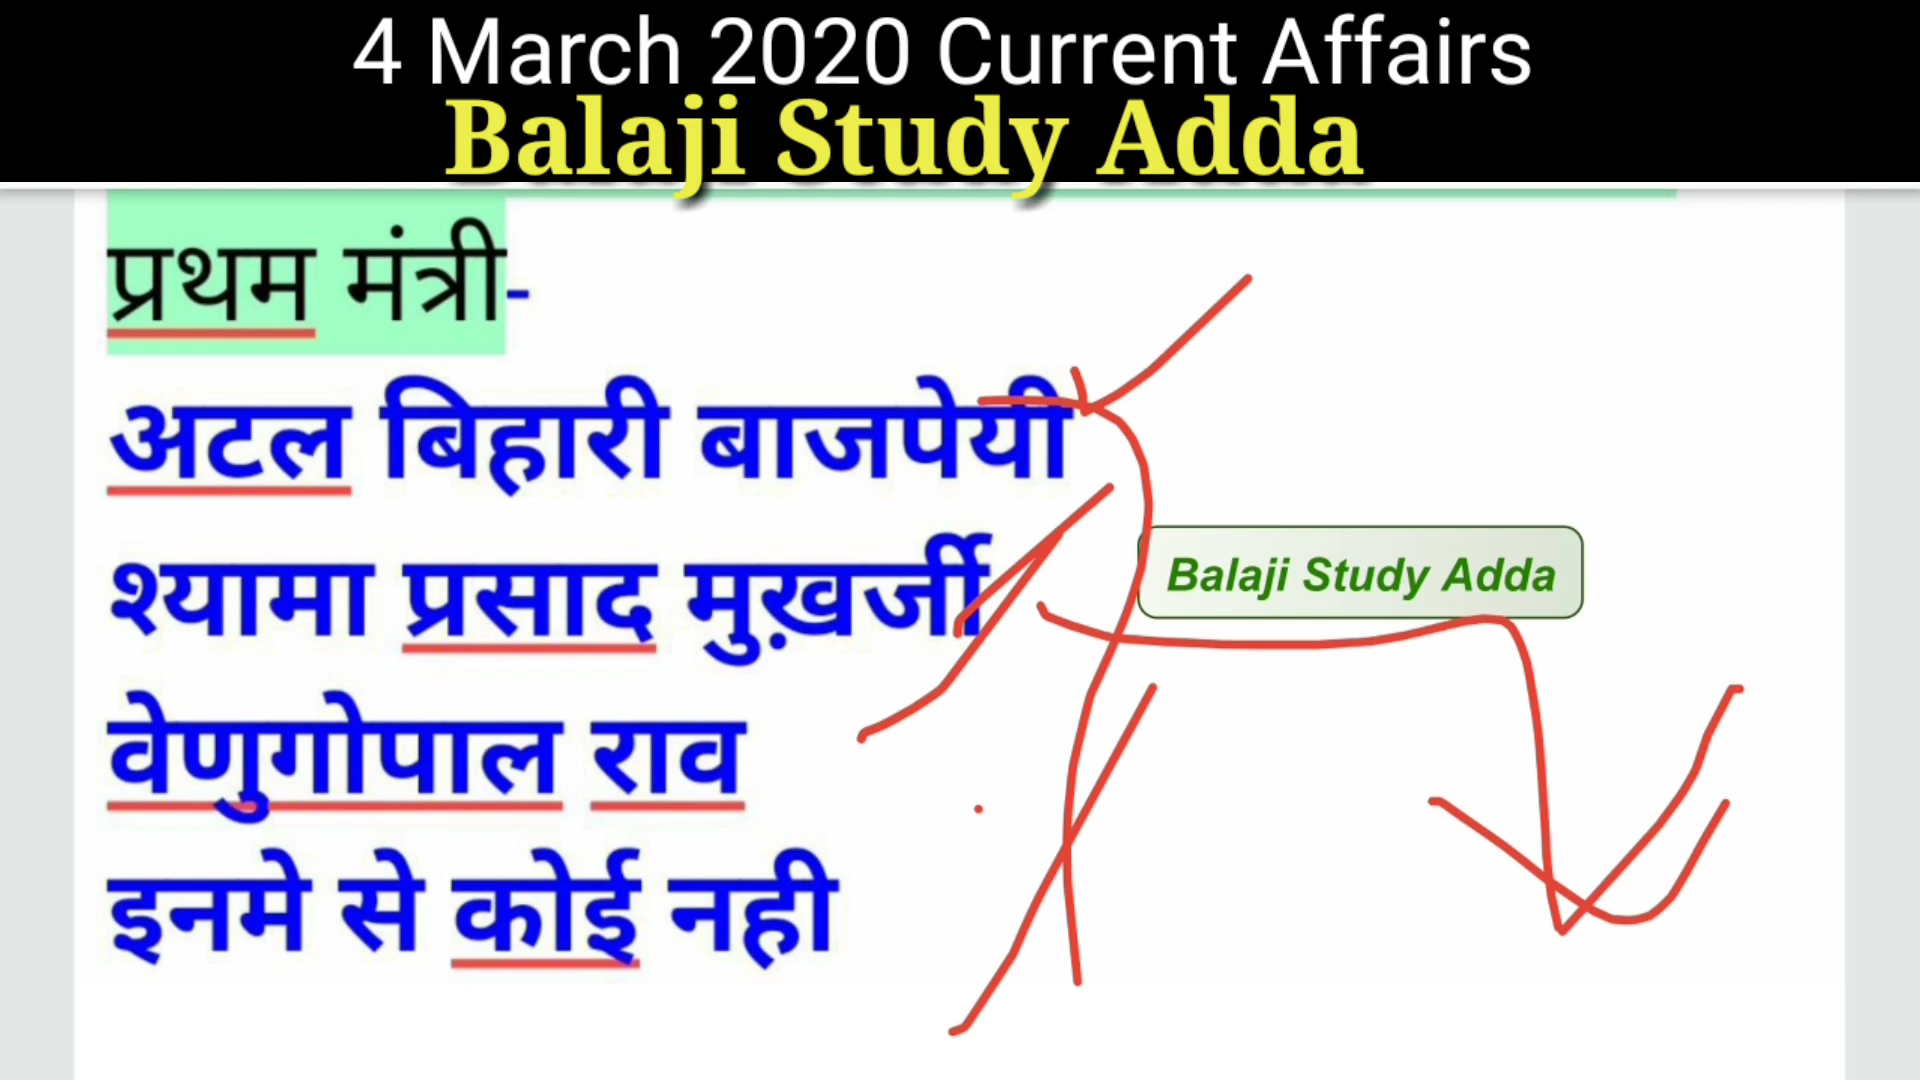 4 March 2020 Current Affairs
Balaji Study Adda
प्रथम मंत्री-
अटल बिहारी बाजपेयी
श्यामा प्रसाद मुख़र्जी
Balaji Study Adda
वेणुगोपाल राव
इनमे से कोई नही